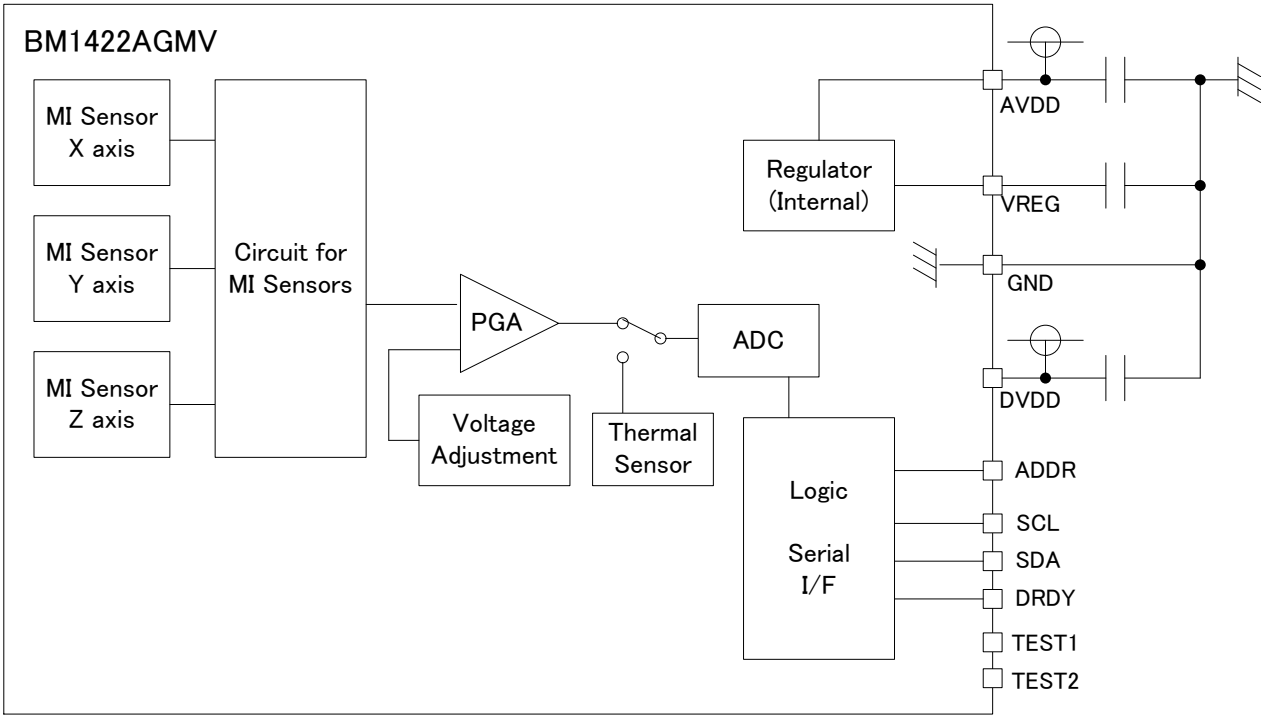 BM1422AGMV
MI Sensor
X axis
MI Sensor
Y axis
MI Sensor
Z axis
Circuit for
MI Sensors
PGA
Voltage
Adjustment
Thermal
Sensor
ADC
Regulator
(Internal)
Logic
Serial
I/F
AVDD
VREG
GND
DVDD
ADDR
SCL
SDA
DRDY
TEST1
TEST2